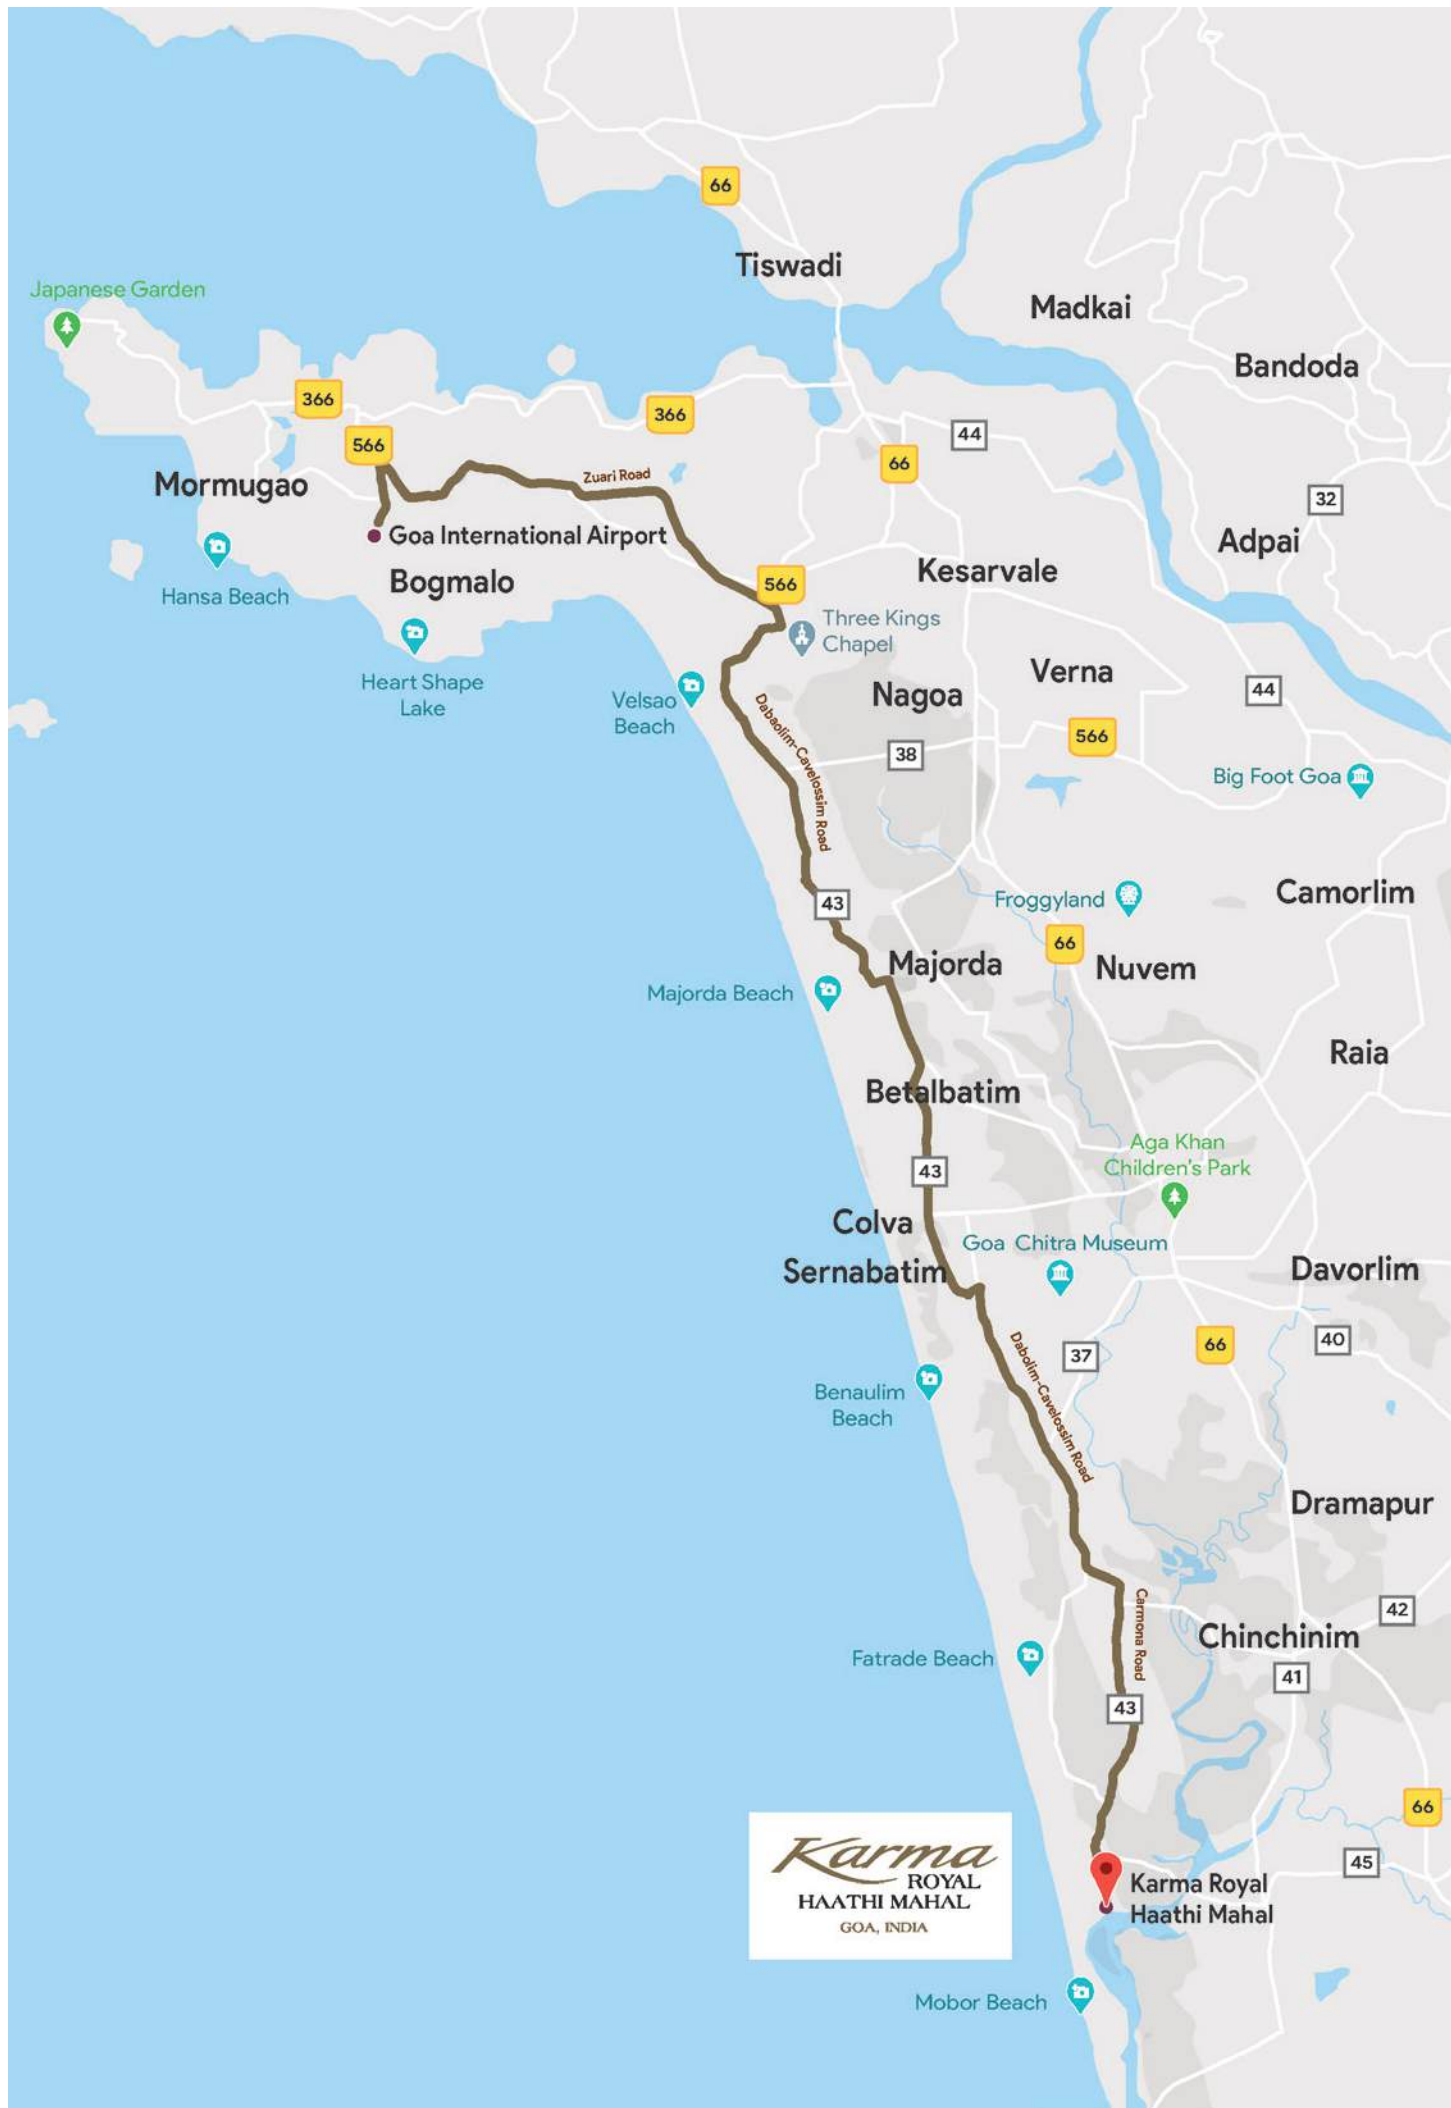 66
Tiswadi
Japanese Garden
Madkai
Bandoda
366
366
566
44
66
Zuari Road
Mormugao
32
Goa International Airport
Adpai
Bogmalo
Kesarvale
566
Hansa Beach
Three Kings
Chapel
Heart Shape
Lake
Velsao
Beach
Verna
Nagoa
44
Dabaolim-Cavelossim Road
566
38
Big Foot Goa
Froggyland
Camorlim
43
66
Majorda
Nuvem
Majorda Beach
Raia
Betalbatim
Aga Khan
Children's Park
43
Colva
Goa Chitra Museum
Sernabatim
Davorlim
40
66
37
Dabolim-Cavelossim Road
Benaulim
Beach
Dramapur
Carmona Road
42
Chinchinim
Fatrade Beach
41
43
66
Karma
ROYAL
HAATHI MAHAL
GOA, INDIA
45
Karma Royal
Haathi Mahal
Mobor Beach